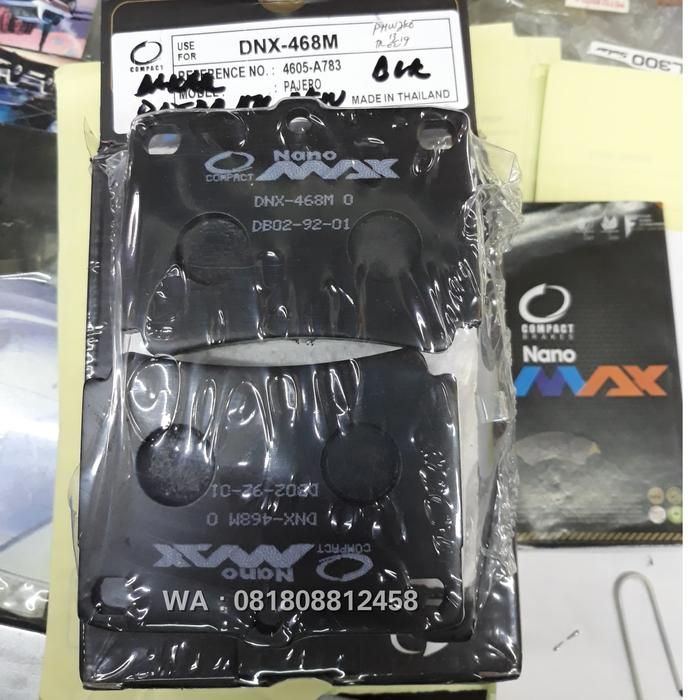 COMPACT
USE FOR DNX-468M
REFERENCE NO. : 4605-A783
MODEL : PAJERO
MADE IN THAILAND
COMPACT
Nano
MAX
DNX-468M 0
DB02-92-01
DB02-92-01
DNX-468M 0
Nano
MAX
COMPACT
WA : 081808812458
L300
COMPACT
BRAKES
Nano
MAX